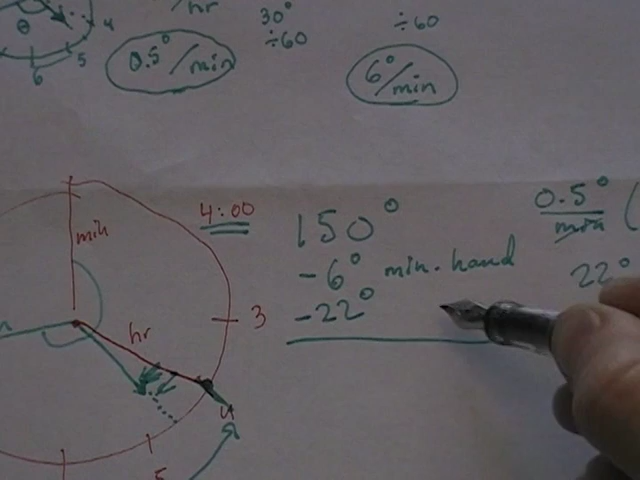 /hr
30°
÷60
÷60
0.5°/min
6°/min
θ
4
5
6
min
4:00
hr
3
4
5
150°
-6° min. hand
-22°
0.5° (
min
22°